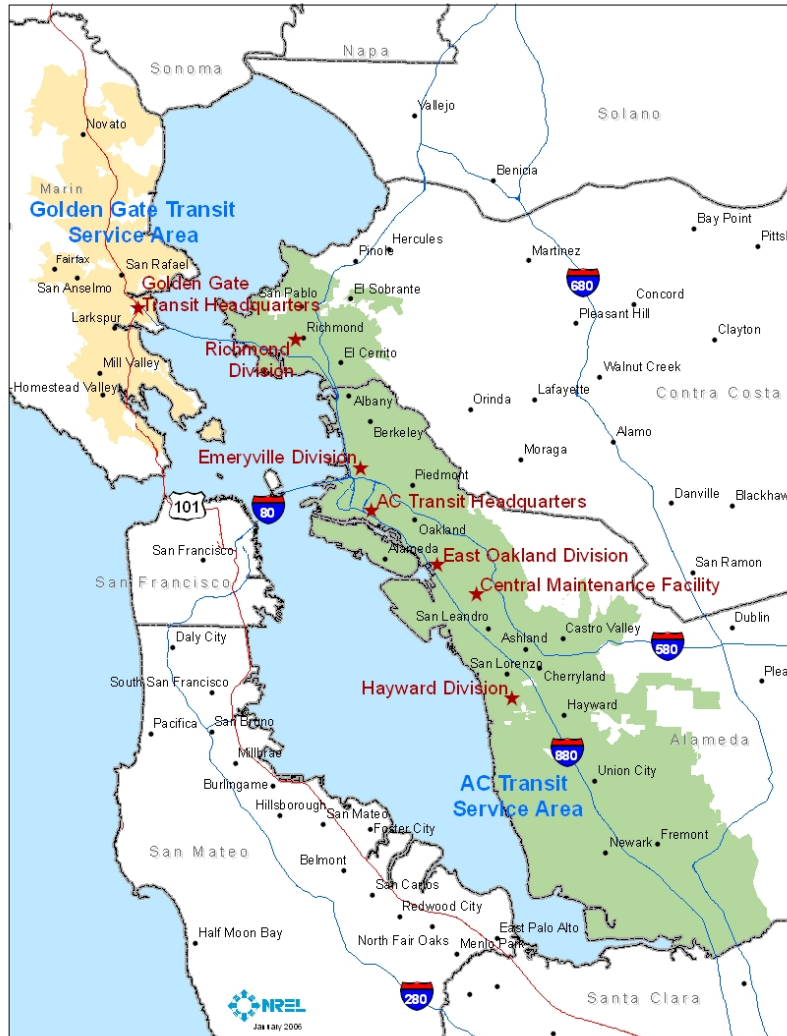 Sonoma
Napa
Solano
Vallejo
Novato
Benicia
Marin
Golden Gate Transit
Service Area
Bay Point
Hercules
Pinole
Martinez
Pittsb
Fairfax
San Rafael
San Anselmo
Golden Gate
Transit Headquarters
San Pablo
El Sobrante
680
Concord
Larkspur
Richmond
Pleasant Hill
Clayton
Richmond
Division
El Cerrito
Mill Valley
Homestead Valley
Walnut Creek
Contra Costa
Albany
Orinda
Lafayette
Berkeley
Alamo
Emeryville Division
Moraga
Piedmont
101
80
AC Transit Headquarters
Danville
Blackhaw
Oakland
San Francisco
Alameda
East Oakland Division
San Ramon
San Francisco
Central Maintenance Facility
San Leandro
Dublin
Daly City
Ashland
Castro Valley
580
San Lorenzo
Cherryland
Plea
South San Francisco
Hayward Division
Hayward
Pacifica
San Bruno
880
Alameda
Millbrae
Union City
Burlingame
AC Transit
Service Area
Hillsborough
San Mateo
Foster City
San Mateo
Newark
Fremont
Belmont
San Carlos
Redwood City
Half Moon Bay
North Fair Oaks
East Palo Alto
Menlo Park
280
Santa Clara
NREL
January 2006